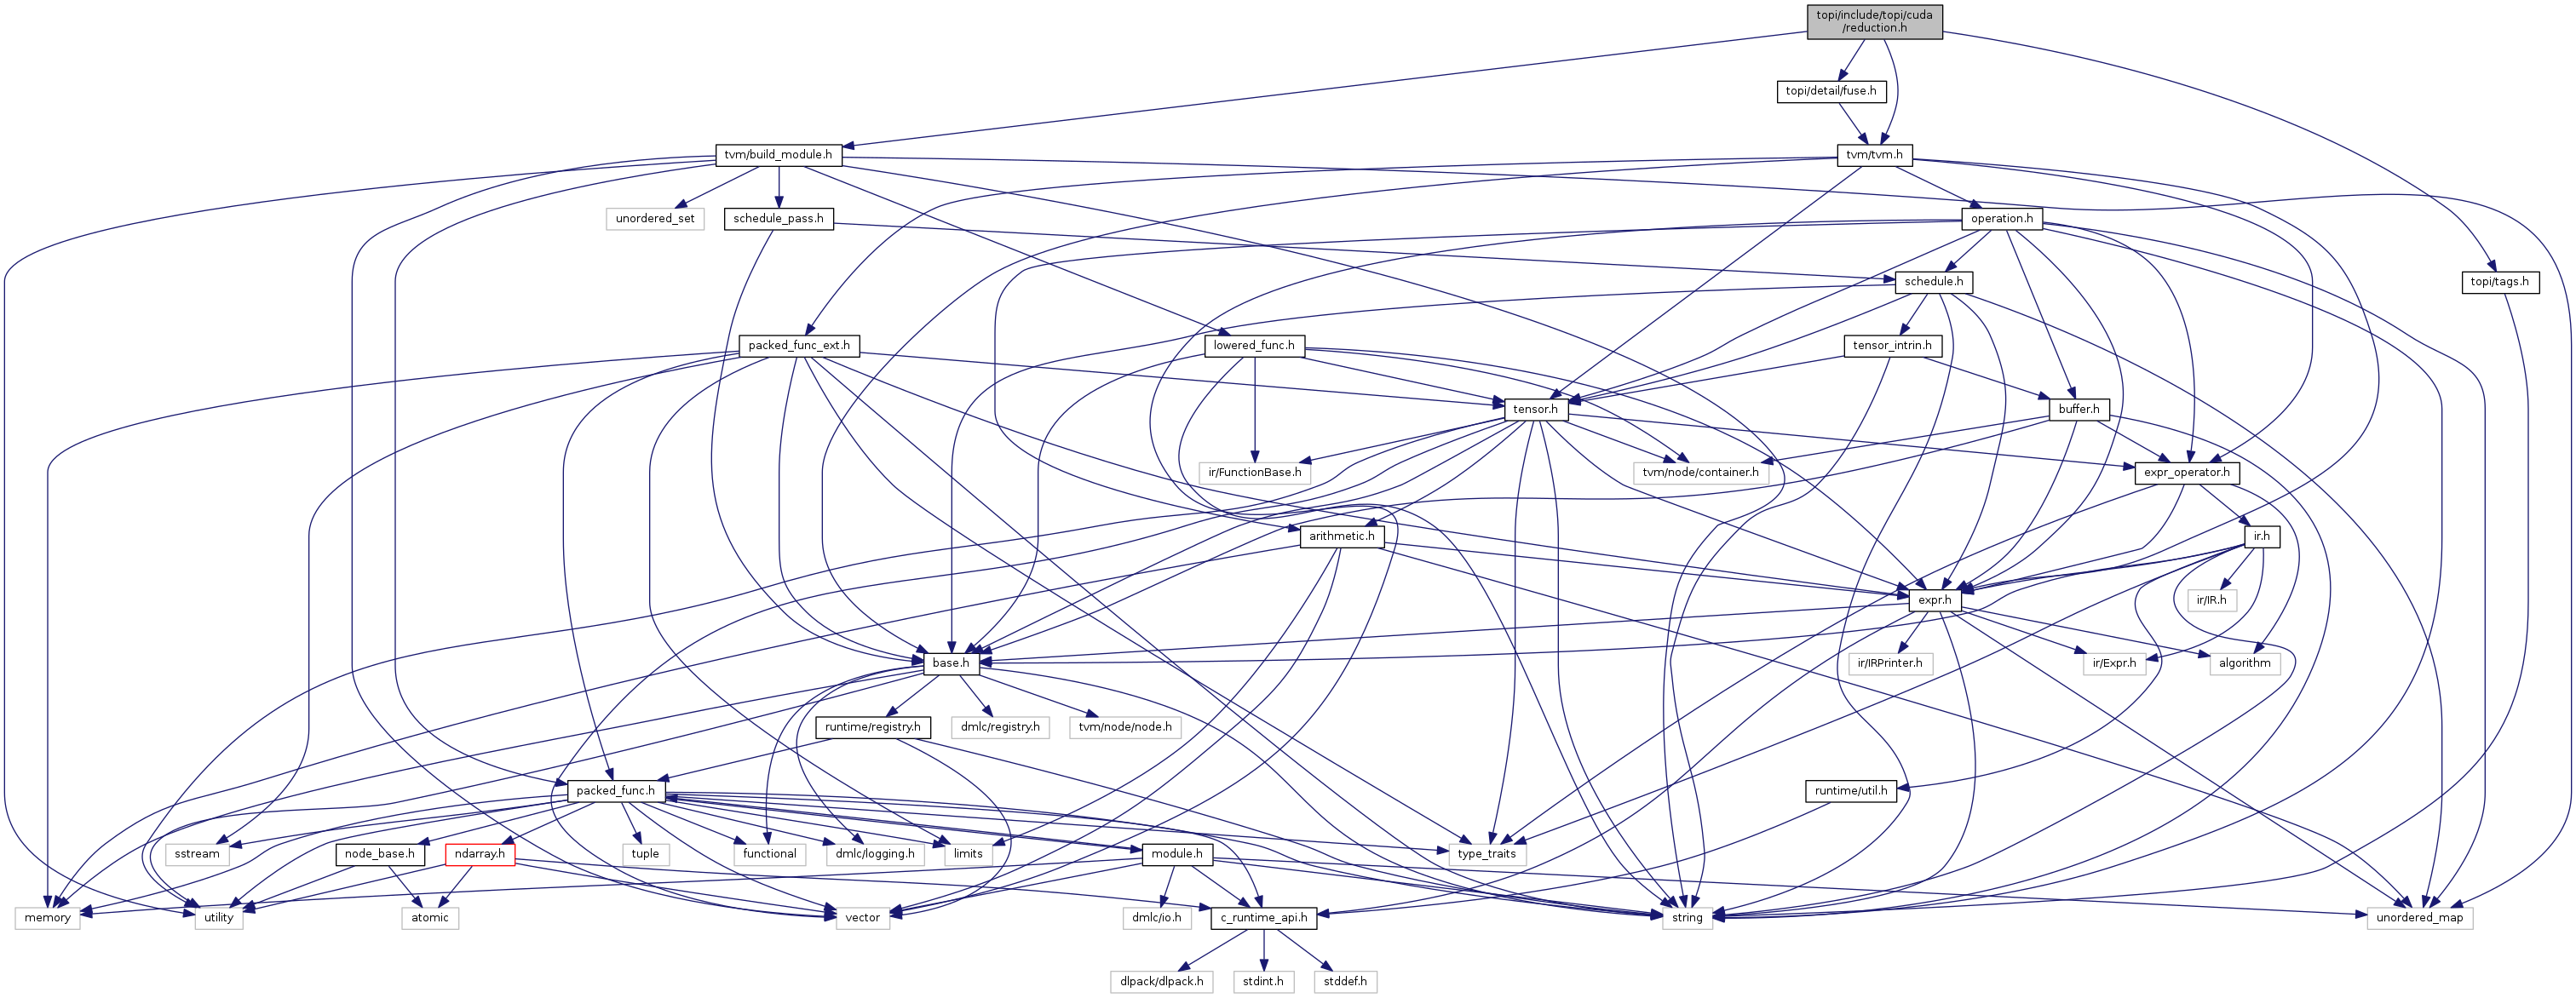 topi/include/topi/cuda
/reduction.h
topi/detail/fuse.h
tvm/build_module.h
tvm/tvm.h
unordered_set
schedule_pass.h
operation.h
schedule.h
topi/tags.h
packed_func_ext.h
lowered_func.h
tensor_intrin.h
tensor.h
buffer.h
ir/FunctionBase.h
tvm/node/container.h
expr_operator.h
arithmetic.h
ir.h
expr.h
ir/IR.h
base.h
ir/IRPrinter.h
ir/Expr.h
algorithm
runtime/registry.h
dmlc/registry.h
tvm/node/node.h
packed_func.h
runtime/util.h
sstream
node_base.h
ndarray.h
tuple
functional
dmlc/logging.h
limits
module.h
type_traits
memory
utility
atomic
vector
dmlc/io.h
c_runtime_api.h
string
unordered_map
dlpack/dlpack.h
stdint.h
stddef.h